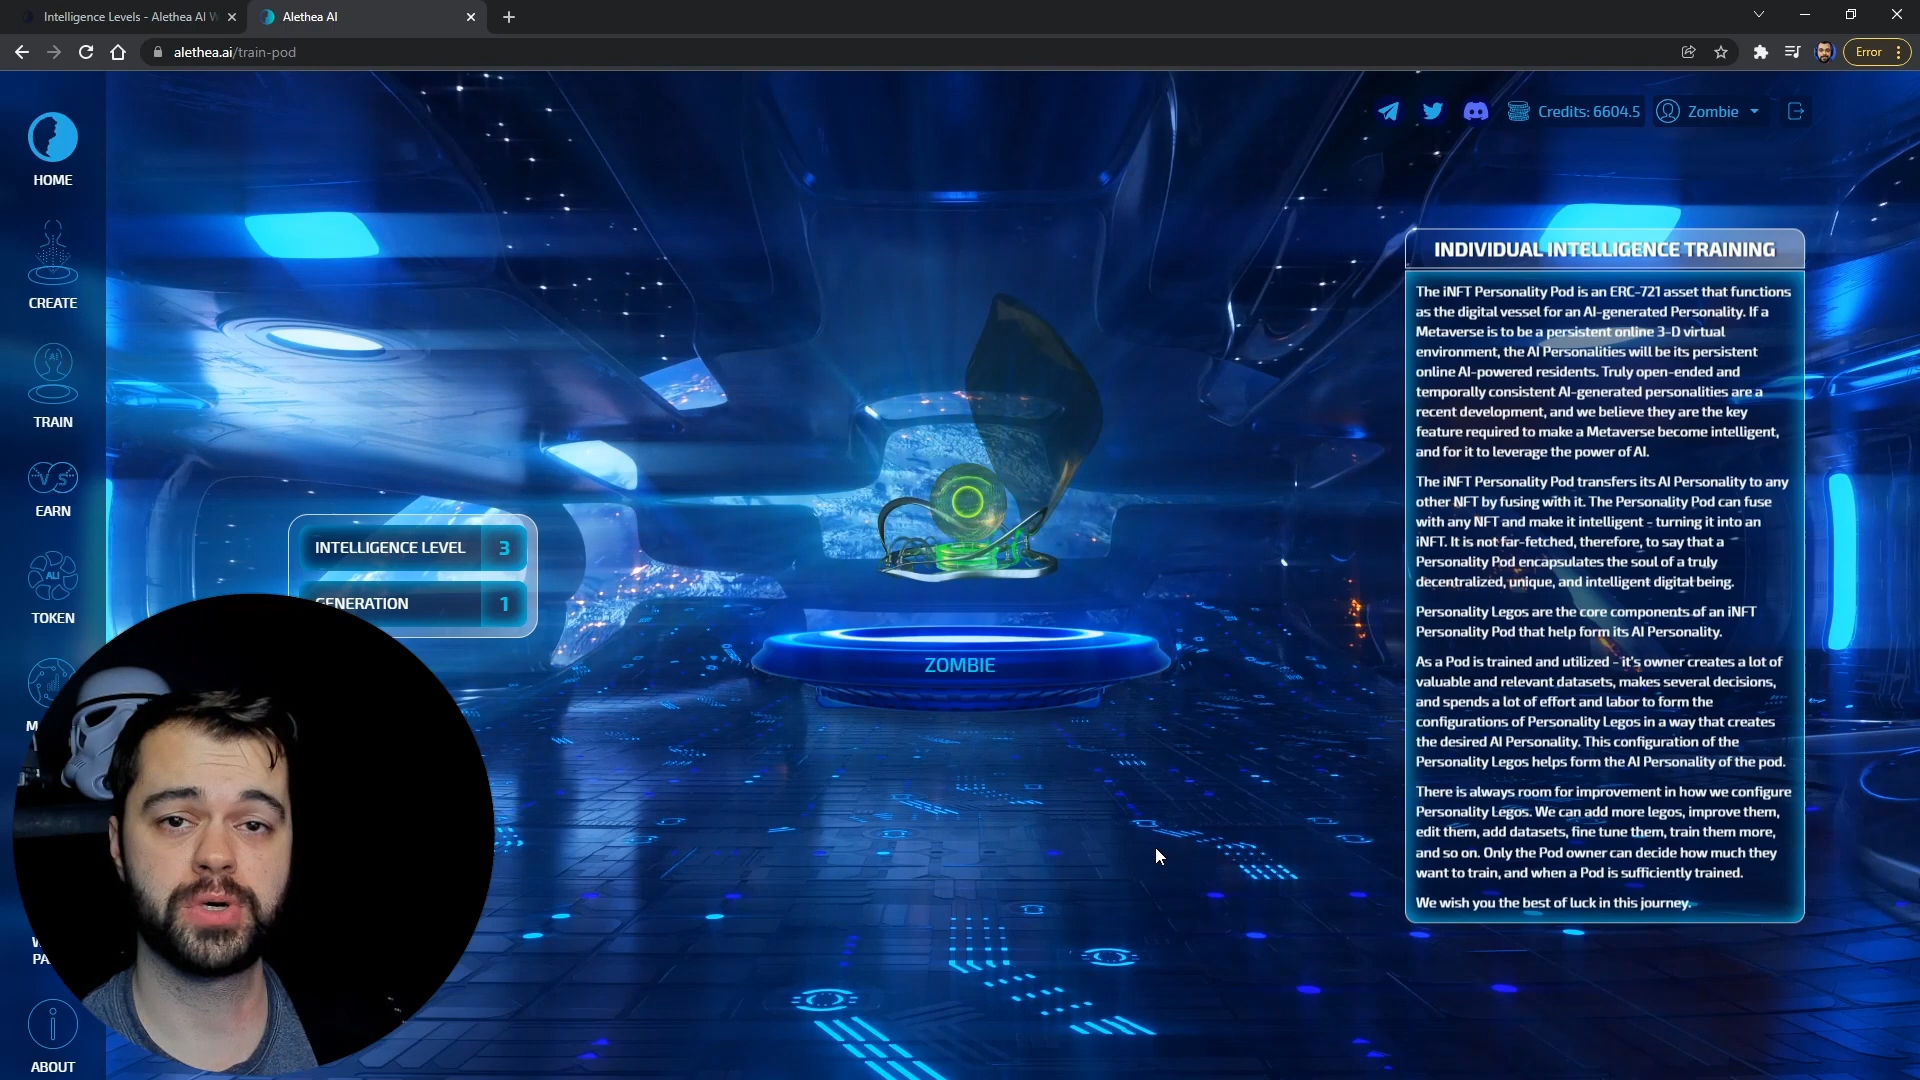 Intelligence Levels - Alethea AI W
Alethea AI
alethea.ai/train-pod
Error
Credits: 6604.5
Zombie
HOME
CREATE
TRAIN
EARN
TOKEN
M
W
PA
ABOUT
AI
VS
ALI
INTELLIGENCE LEVEL 3
GENERATION 1
ZOMBIE
INDIVIDUAL INTELLIGENCE TRAINING
The iNFT Personality Pod is an ERC-721 asset that functions
as the digital vessel for an AI-generated Personality. If a
Metaverse is to be a persistent online 3-D virtual
environment, the AI Personalities will be its persistent
online AI-powered residents. Truly open-ended and
temporally consistent AI-generated personalities are a
recent development, and we believe they are the key
feature required to make a Metaverse become intelligent,
and for it to leverage the power of AI.
The iNFT Personality Pod transfers its AI Personality to any
other NFT by fusing with it. The Personality Pod can fuse
with any NFT and make it intelligent - turning it into an
iNFT. It is not far-fetched, therefore, to say that a
Personality Pod encapsulates the soul of a truly
decentralized, unique, and intelligent digital being.
Personality Legos are the core components of an iNFT
Personality Pod that help form its AI Personality.
As a Pod is trained and utilized - it's owner creates a lot of
valuable and relevant datasets, makes several decisions,
and spends a lot of effort and labor to form the
configurations of Personality Legos in a way that creates
the desired AI Personality. This configuration of the
Personality Legos helps form the AI Personality of the pod.
There is always room for improvement in how we configure
Personality Legos. We can add more legos, improve them,
edit them, add datasets, fine tune them, train them more,
and so on. Only the Pod owner can decide how much they
want to train, and when a Pod is sufficiently trained.
We wish you the best of luck in this journey.